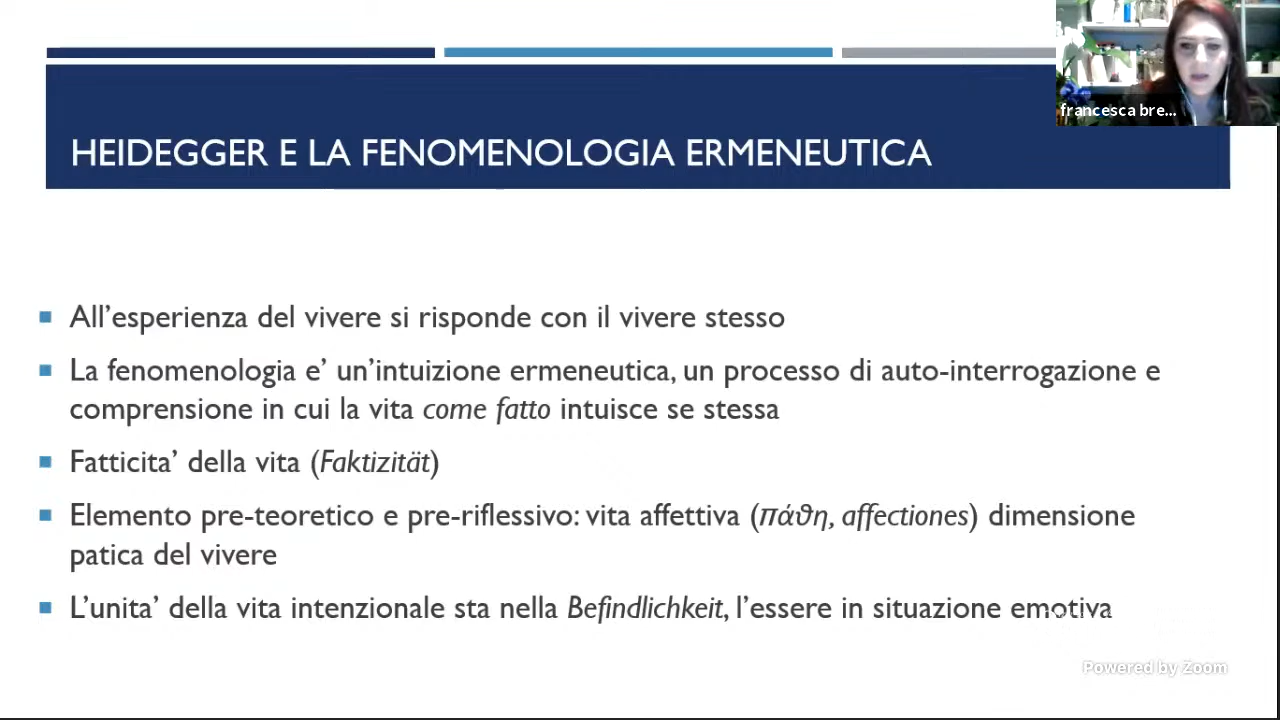 francesca bre...
HEIDEGGER E LA FENOMENOLOGIA ERMENEUTICA
All’esperienza del vivere si risponde con il vivere stesso
La fenomenologia e’ un’intuizione ermeneutica, un processo di auto-interrogazione e
comprensione in cui la vita come fatto intuisce se stessa
Fatticita’ della vita (Faktizität)
Elemento pre-teoretico e pre-riflessivo: vita affettiva (πάϑη, affectiones) dimensione
patica del vivere
L’unita’ della vita intenzionale sta nella Befindlichkeit, l’essere in situazione emotiva
Powered by Zoom